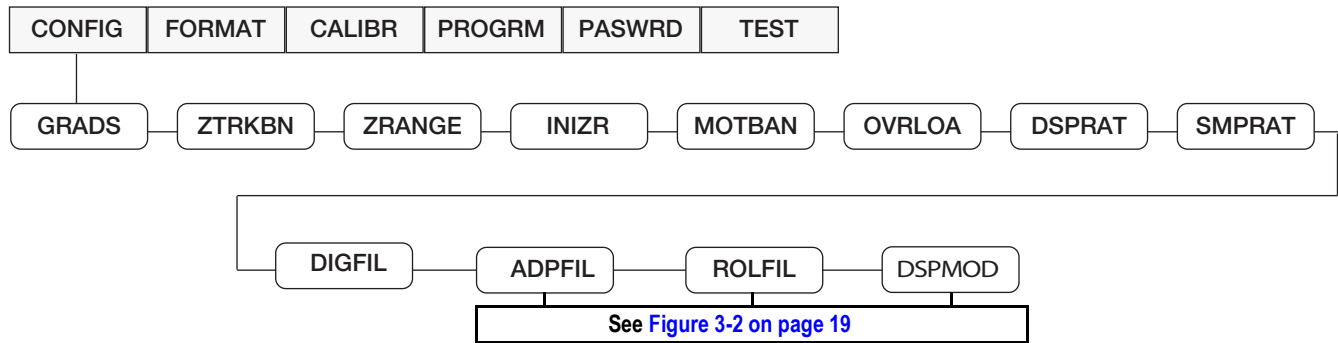 CONFIG FORMAT CALIBR PROGRM PASWRD TEST
GRADS ZTRKBN ZRANGE INIZR MOTBAN OVRLOA DSPRAT SMPRAT
DIGFIL ADPFIL ROLFIL DSPMOD
See Figure 3-2 on page 19